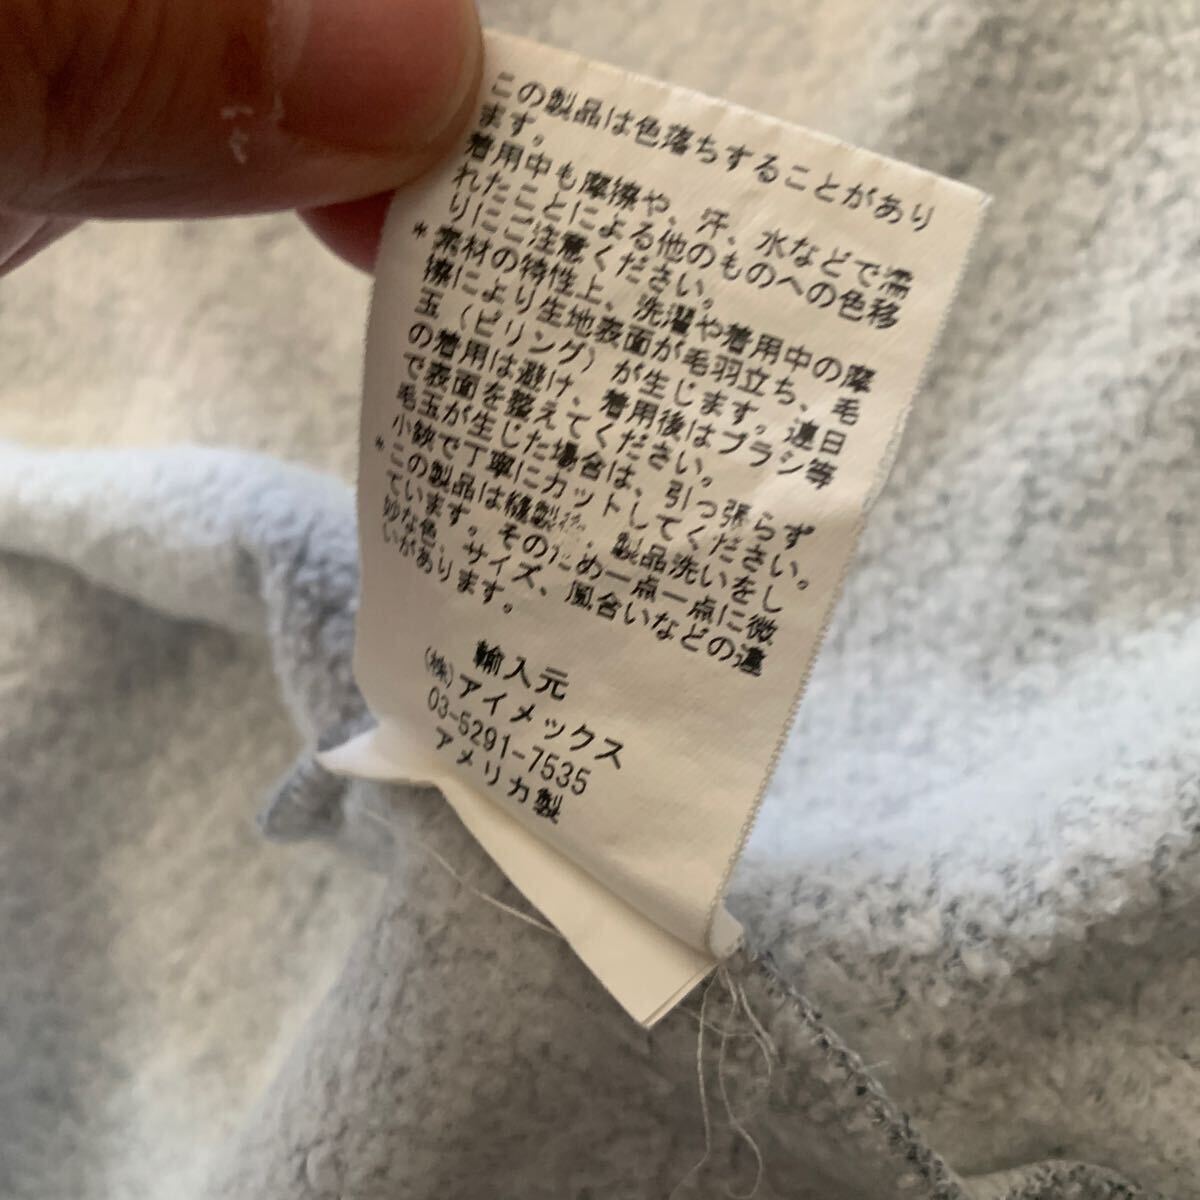 この製品は色落ちすることがあり
ます。
着用中も摩擦や、汗、水などで濡
れたことによる他のものへの色移
りにご注意ください。
*素材の特性上、洗濯や着用中の摩
擦により生地表面が毛羽立ち、毛
玉（ピリング）が生じます。連日
の着用は避け、着用後はブラシ等
で表面を整えてください。
毛玉が生じた場合は、引っ張らず
小鋏で丁寧にカットしてください。
*この製品は縫製後、製品洗いをし
ています。そのため一点一点に微
妙な色、サイズ、風合いなどの違
いがあります。
輸入元
(株)アイメックス
03-5291-7535
アメリカ製